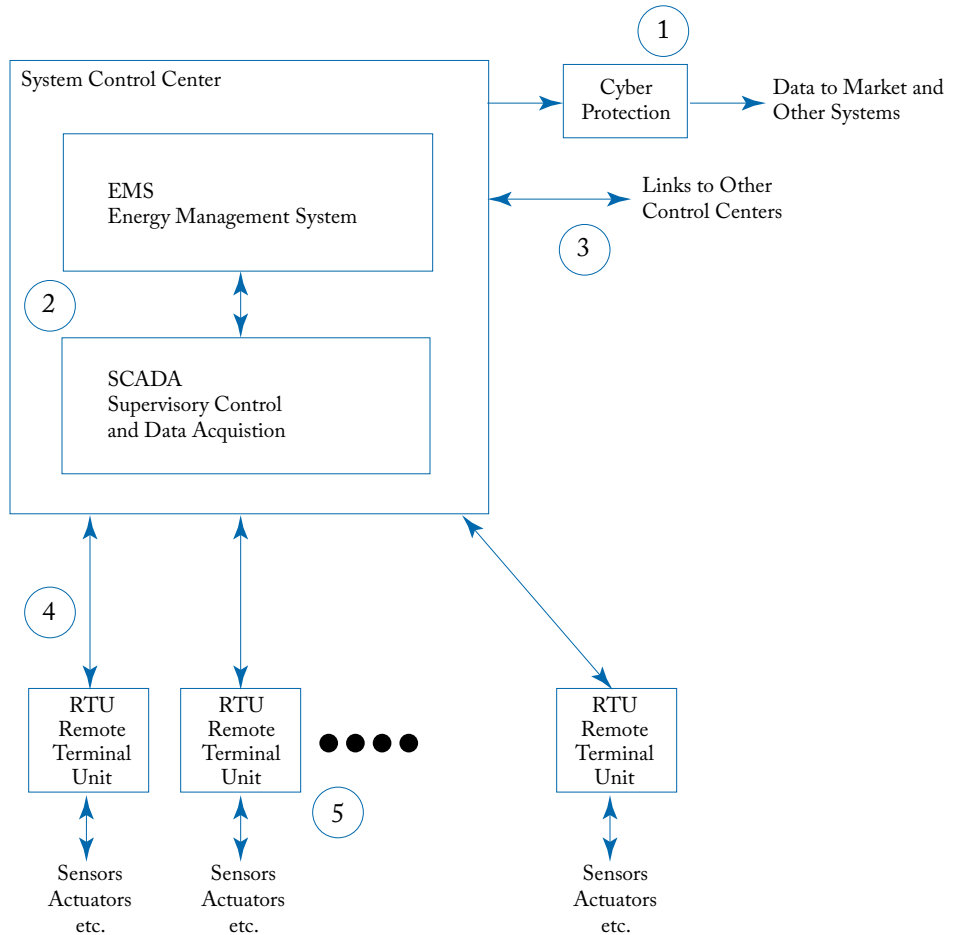 1
System Control Center
Cyber
Protection
Data to Market and
Other Systems
EMS
Energy Management System
Links to Other
Control Centers
3
2
SCADA
Supervisory Control
and Data Acquistion
4
RTU
Remote
Terminal
Unit
RTU
Remote
Terminal
Unit
RTU
Remote
Terminal
Unit
5
Sensors
Actuators
etc.
Sensors
Actuators
etc.
Sensors
Actuators
etc.